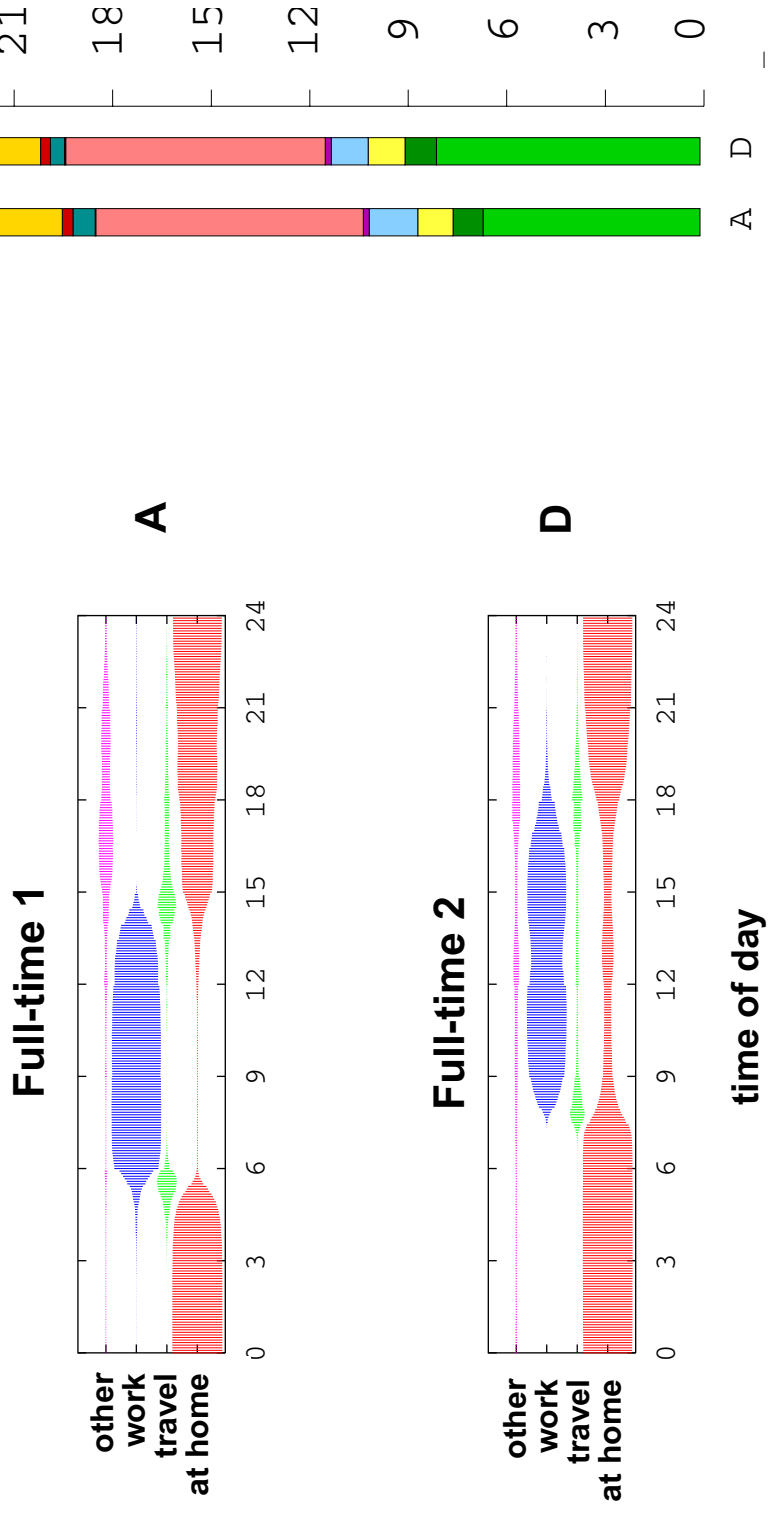 Full-time 1
other
work
travel
at home
0 3 6 9 12 15 18 21 24
A
Full-time 2
other
work
travel
at home
0 3 6 9 12 15 18 21 24
time of day
D
21
18
15
12
9
6
3
0
A D